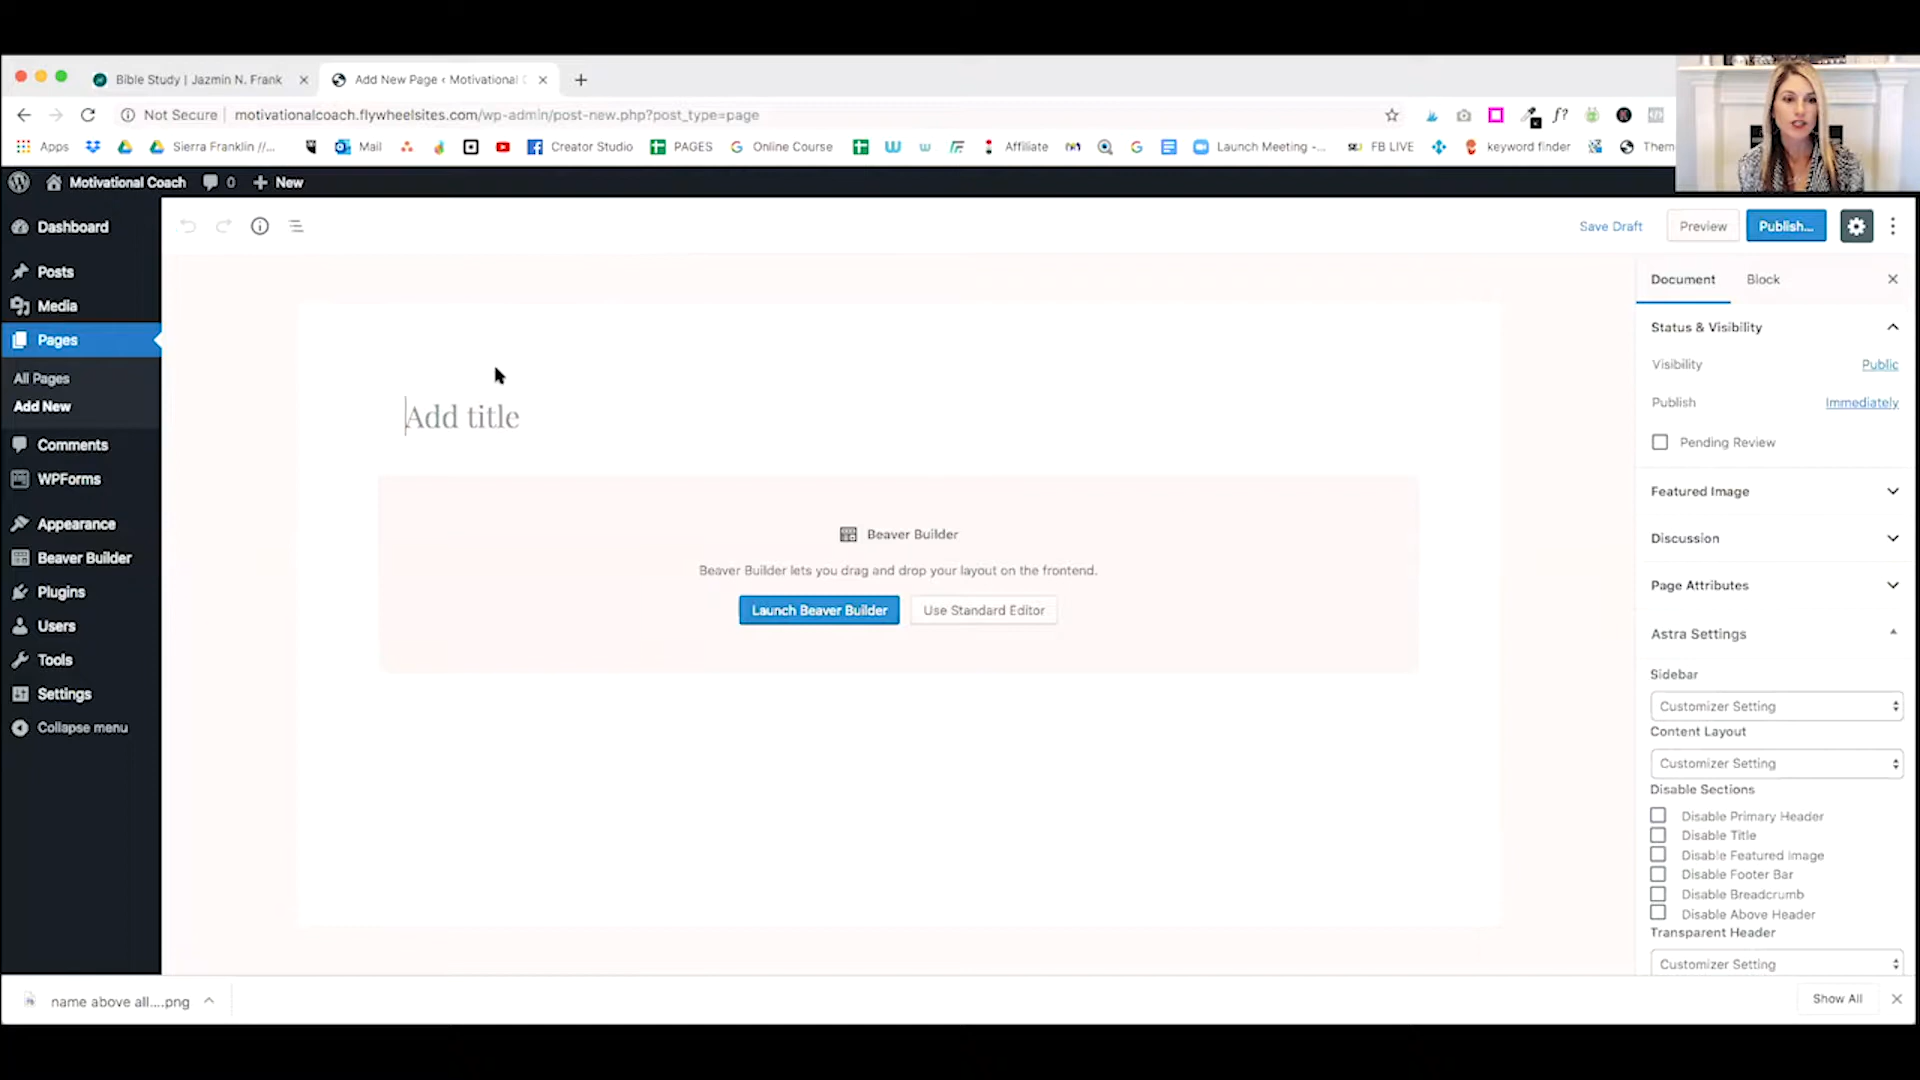 Bible Study | Jazmin N. Frank
Add New Page ‹ Motivational C
Not Secure | motivationalcoach.flywheelsites.com/wp-admin/post-new.php?post_type=page
Apps Sierra Franklin //... Mail Creator Studio PAGES Online Course Affiliate Launch Meeting -... FB LIVE keyword finder Them
Motivational Coach 0 New
Dashboard
Posts
Media
Pages
All Pages
Add New
Comments
WPForms
Appearance
Beaver Builder
Plugins
Users
Tools
Settings
Collapse menu
Save Draft Preview Publish...
Add title
Beaver Builder
Beaver Builder lets you drag and drop your layout on the frontend.
Launch Beaver Builder Use Standard Editor
Document Block
Status & Visibility
Visibility Public
Publish Immediately
Pending Review
Featured Image
Discussion
Page Attributes
Astra Settings
Sidebar
Customizer Setting
Content Layout
Customizer Setting
Disable Sections
Disable Primary Header
Disable Title
Disable Featured Image
Disable Footer Bar
Disable Breadcrumb
Disable Above Header
Transparent Header
Customizer Setting
name above all....png
Show All